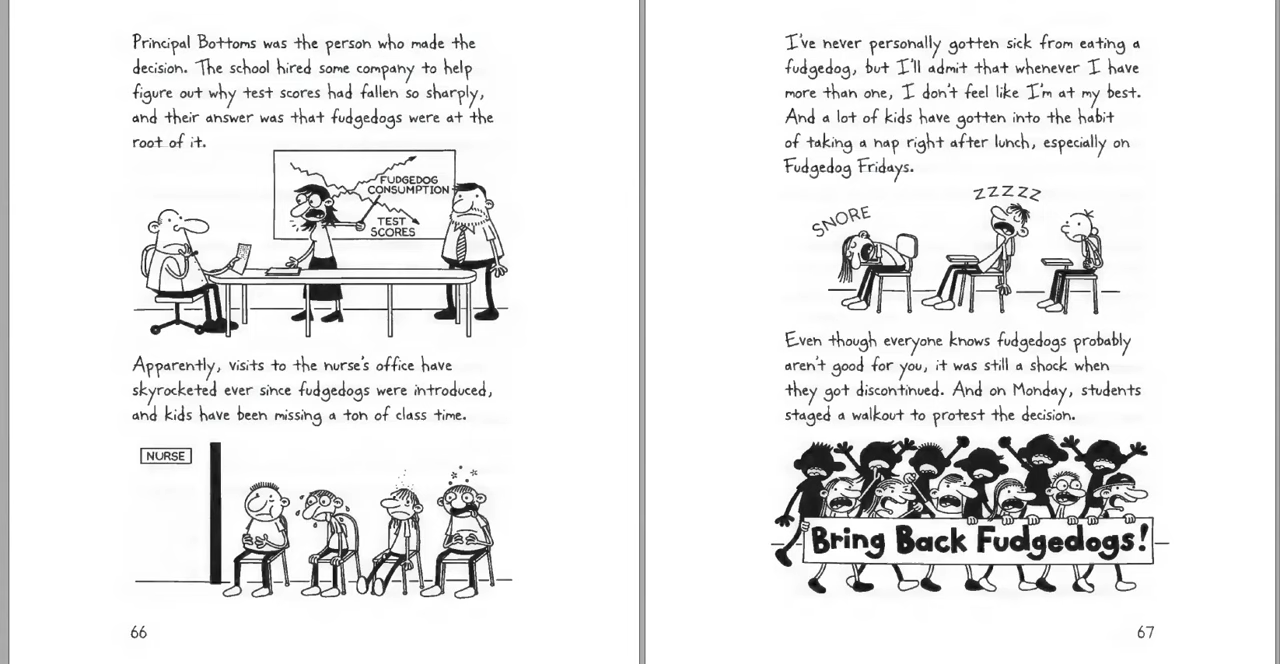 Principal Bottoms was the person who made the
decision. The school hired some company to help
figure out why test scores had fallen so sharply,
and their answer was that fudgedogs were at the
root of it.
FUDGEDOG
CONSUMPTION
TEST
SCORES
Apparently, visits to the nurse's office have
skyrocketed ever since fudgedogs were introduced,
and kids have been missing a ton of class time.
NURSE
66
I've never personally gotten sick from eating a
fudgedog, but I'll admit that whenever I have
more than one, I don't feel like I'm at my best.
And a lot of kids have gotten into the habit
of taking a nap right after lunch, especially on
Fudgedog Fridays.
SNORE
ZZZZZ
Even though everyone knows fudgedogs probably
aren't good for you, it was still a shock when
they got discontinued. And on Monday, students
staged a walkout to protest the decision.
Bring Back Fudgedogs!
67